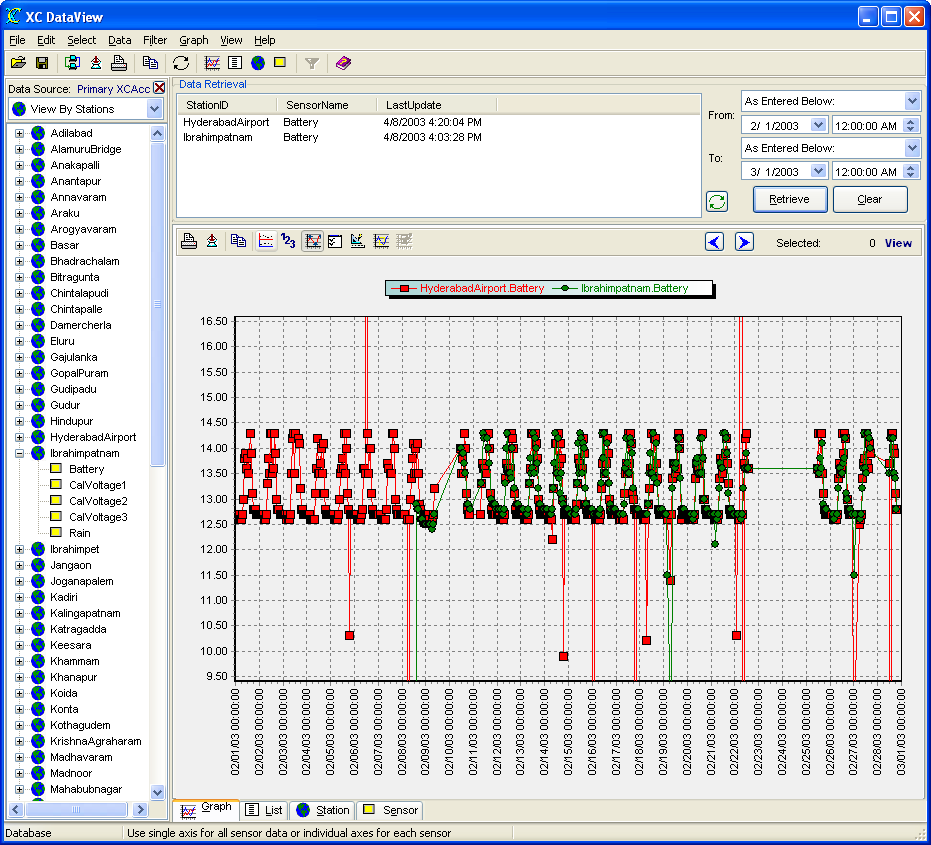 XC DataView
File Edit Select Data Filter Graph View Help
Data Source: Primary XCAcc
View By Stations
Adilabad
AlamuruBridge
Anakapalli
Anantapur
Annavaram
Araku
Arogyavaram
Basar
Bhadrachalam
Bitragunta
Chintalapudi
Chintapalle
Damercherla
Eluru
Gajulanka
GopalPuram
Gudipadu
Gudur
Hindupur
HyderabadAirport
Ibrahimpatnam
Battery
CalVoltage1
CalVoltage2
CalVoltage3
Rain
Ibrahimpet
Jangaon
Joganapalem
Kadiri
Kalingapatnam
Katragadda
Keesara
Khammam
Khanapur
Koida
Konta
Kothagudem
KrishnaAgraharam
Madhavaram
Madnoor
Mahabubnagar
Data Retrieval
StationID SensorName LastUpdate
HyderabadAirport Battery 4/8/2003 4:20:04 PM
Ibrahimpatnam Battery 4/8/2003 4:03:28 PM
From:
As Entered Below:
2/ 1/2003 12:00:00 AM
To:
As Entered Below:
3/ 1/2003 12:00:00 AM
Retrieve Clear
123
Selected: 0 View
HyderabadAirport.Battery Ibrahimpatnam.Battery
16.50
16.00
15.50
15.00
14.50
14.00
13.50
13.00
12.50
12.00
11.50
11.00
10.50
10.00
9.50
02/01/03 00:00:00
02/02/03 00:00:00
02/03/03 00:00:00
02/04/03 00:00:00
02/05/03 00:00:00
02/06/03 00:00:00
02/07/03 00:00:00
02/08/03 00:00:00
02/09/03 00:00:00
02/10/03 00:00:00
02/11/03 00:00:00
02/12/03 00:00:00
02/13/03 00:00:00
02/14/03 00:00:00
02/15/03 00:00:00
02/16/03 00:00:00
02/17/03 00:00:00
02/18/03 00:00:00
02/19/03 00:00:00
02/20/03 00:00:00
02/21/03 00:00:00
02/22/03 00:00:00
02/23/03 00:00:00
02/24/03 00:00:00
02/25/03 00:00:00
02/26/03 00:00:00
02/27/03 00:00:00
02/28/03 00:00:00
03/01/03 00:00:00
Graph List Station Sensor
Database Use single axis for all sensor data or individual axes for each sensor